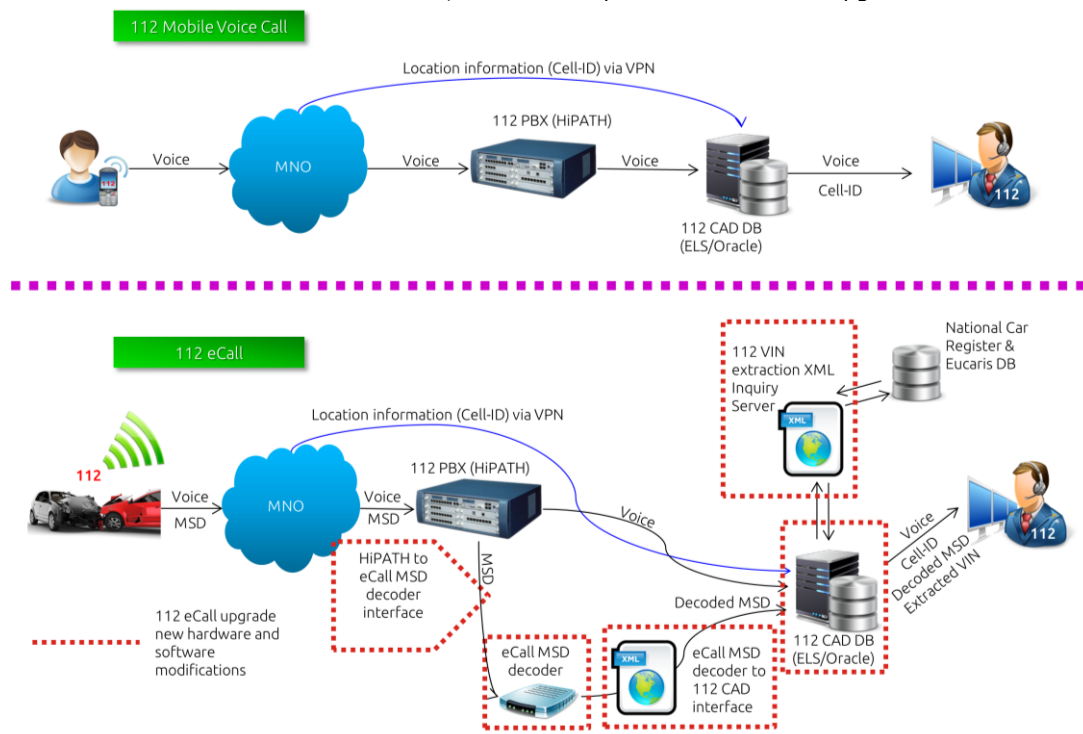 112 Mobile Voice Call
Location information (Cell-ID) via VPN
112 PBX (HiPATH)
Voice
MNO
Voice
Voice
Voice
Cell-ID
112
112
112 CAD DB
(ELS/Oracle)
112 eCall
National Car
Register &
Eucaris DB
112 VIN
extraction XML
Inquiry
Server
XML
Location information (Cell-ID) via VPN
112 PBX (HiPATH)
112
Voice
MSD
MNO
Voice
MSD
Voice
MSD
HiPATH to
eCall MSD
decoder
interface
Voice
Cell-ID
Decoded MSD
Extracted VIN
112
Decoded MSD
112 CAD DB
(ELS/Oracle)
112 eCall upgrade
new hardware and
software
modifications
eCall MSD
decoder
XML
eCall MSD
decoder to
112 CAD
interface